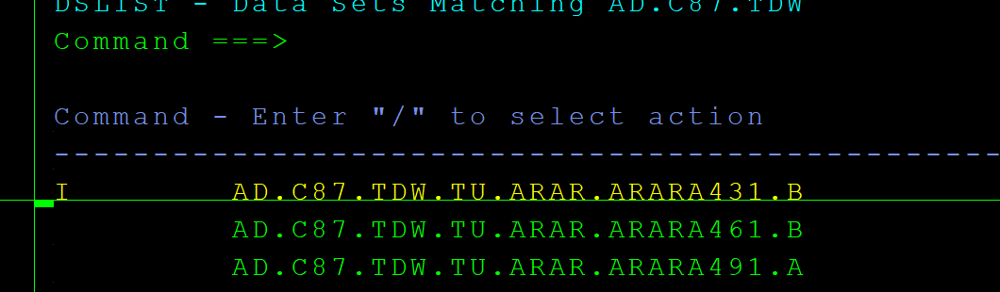 DSLIST - Data Sets Matching AD.C87.TDW
Command ===>
Command - Enter "/" to select action
-------------------------------------------------
I AD.C87.TDW.TU.ARAR.ARARA431.B
AD.C87.TDW.TU.ARAR.ARARA461.B
AD.C87.TDW.TU.ARAR.ARARA491.A